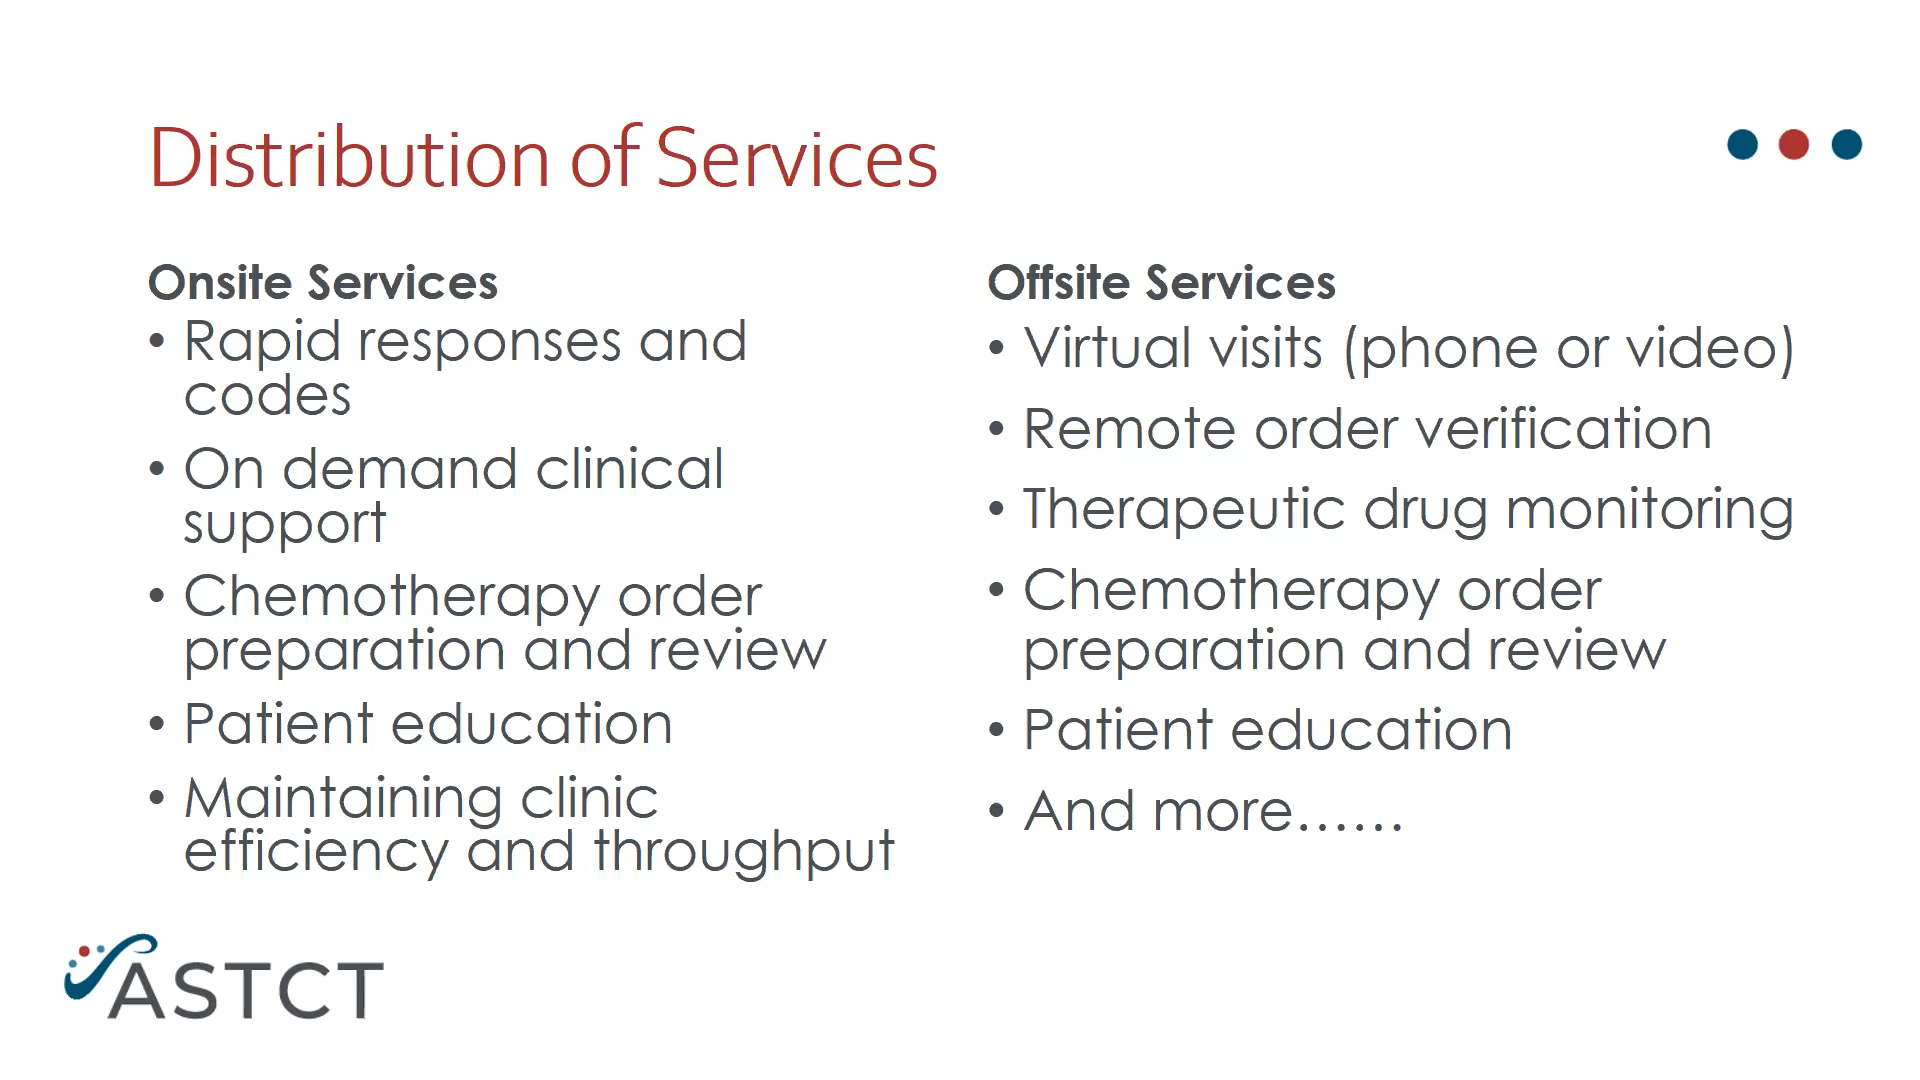 Distribution of Services
Onsite Services
• Rapid responses and
codes
• On demand clinical
support
• Chemotherapy order
preparation and review
• Patient education
• Maintaining clinic
efficiency and throughput
Offsite Services
• Virtual visits (phone or video)
• Remote order verification
• Therapeutic drug monitoring
• Chemotherapy order
preparation and review
• Patient education
• And more……
ASTCT